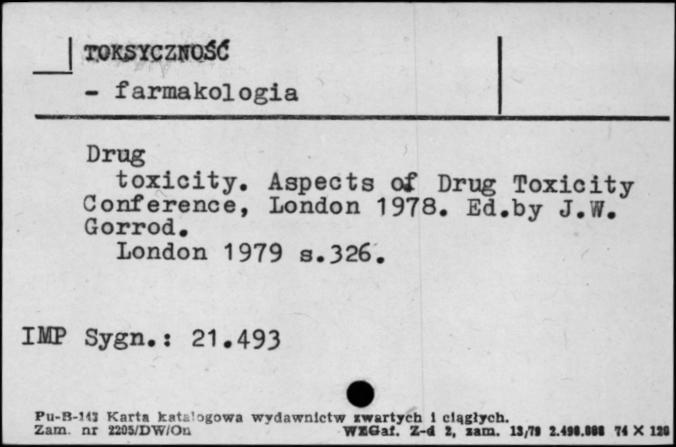 TOKSYCZNOŚĆ
- farmakologia
Drug
toxicity. Aspects of Drug Toxicity
Conference, London 1978. Ed.by J.W.
Gorrod.
London 1979 s.326.
IMP Sygn.: 21.493
Pu-B-143 Karta katalogowa wydawnictw zwartych i ciągłych.
Zam. nr 2205/DW/On WZGraf. Z-d 2, zam. 13/79 74 × 120